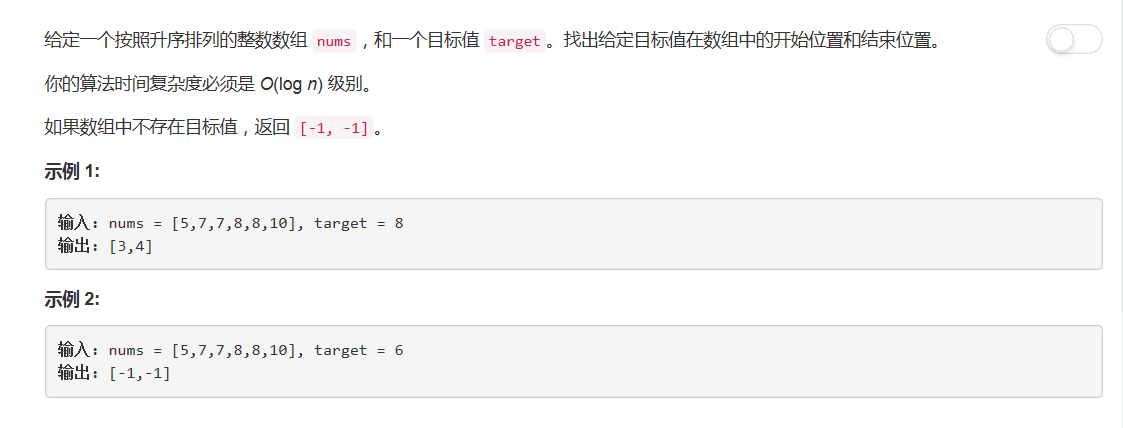 给定一个按照升序排列的整数数组 nums，和一个目标值 target。找出给定目标值在数组中的开始位置和结束位置。
你的算法时间复杂度必须是 O(log n) 级别。
如果数组中不存在目标值，返回 [-1, -1]。
示例 1:
输入: nums = [5,7,7,8,8,10], target = 8
输出: [3,4]
示例 2:
输入: nums = [5,7,7,8,8,10], target = 6
输出: [-1,-1]